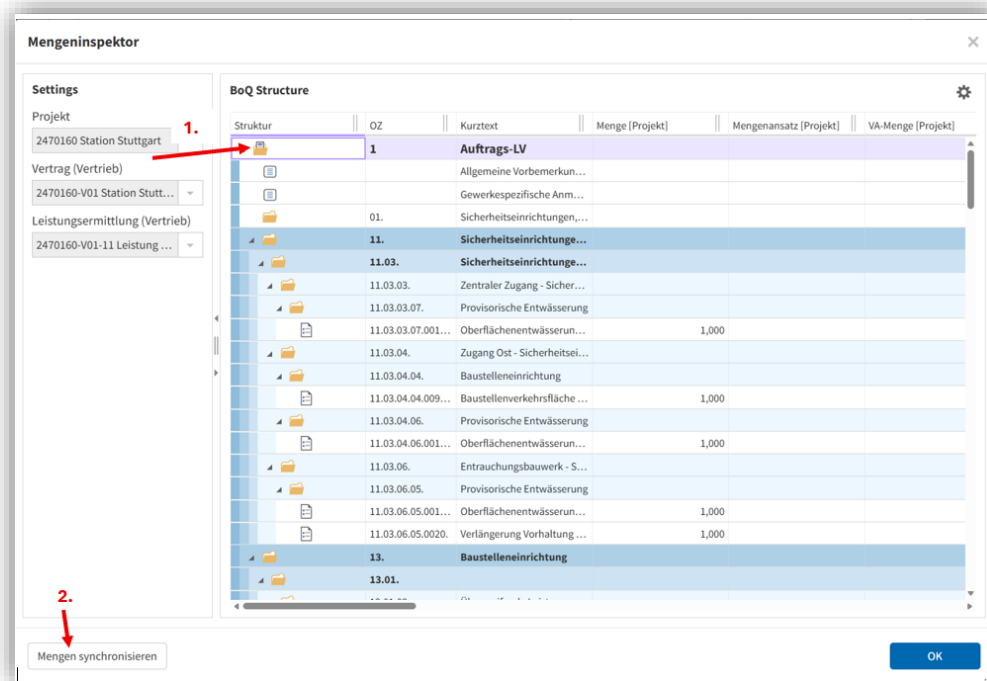 Mengeninspektor
Settings
Projekt
2470160 Station Stuttgart
Vertrag (Vertrieb)
2470160-V01 Station Stutt...
Leistungsermittlung (Vertrieb)
2470160-V01-11 Leistung ...
1.
BoQ Structure
Struktur OZ Kurztext Menge [Projekt] Mengenansatz [Projekt] VA-Menge [Projekt]
1 Auftrags-LV
Allgemeine Vorbemerkun...
Gewerkespezifische Anm...
01. Sicherheitseinrichtungen,...
11. Sicherheitseinrichtunge...
11.03. Sicherheitseinrichtunge...
11.03.03. Zentraler Zugang - Sicher...
11.03.03.07. Provisorische Entwässerung
11.03.03.07.001... Oberflächenentwässerun... 1,000
11.03.04. Zugang Ost - Sicherheitsei...
11.03.04.04. Baustelleneinrichtung
11.03.04.04.009... Baustellenverkehrsfläche ... 1,000
11.03.04.06. Provisorische Entwässerung
11.03.04.06.001... Oberflächenentwässerun... 1,000
11.03.06. Entrauchungsbauwerk - S...
11.03.06.05. Provisorische Entwässerung
11.03.06.05.001... Oberflächenentwässerun... 1,000
11.03.06.05.0020. Verlängerung Vorhaltung ... 1,000
13. Baustelleneinrichtung
13.01.
2.
Mengen synchronisieren
OK